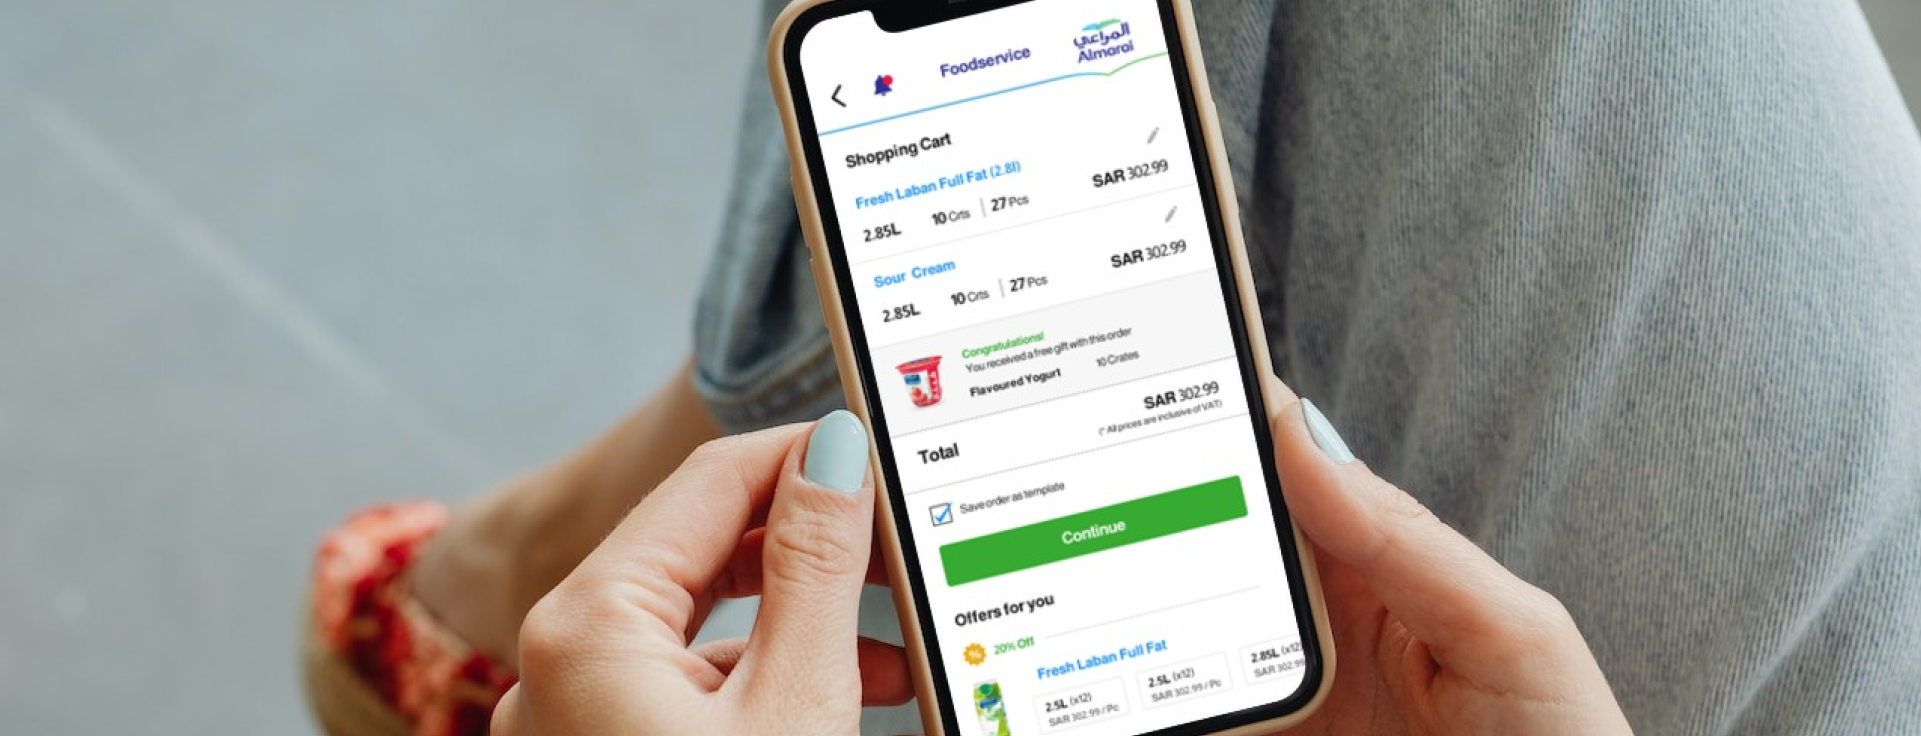 Foodservice
المراعي
Almarai
Shopping Cart
Fresh Laban Full Fat (2.8l)
2.85L 10 Crts 27 Pcs SAR 302.99
Sour Cream
2.85L 10 Crts 27 Pcs SAR 302.99
Congratulations!
You received a free gift with this order
Flavoured Yogurt 10 Crates
Total SAR 302.99
(* All prices are inclusive of VAT)
Save order as template
Continue
Offers for you
20% Off
Fresh Laban Full Fat
2.5L (x12) 2.5L (x12) 2.85L (x12)
SAR 302.99 / Pc SAR 302.99 / Pc SAR 302.99